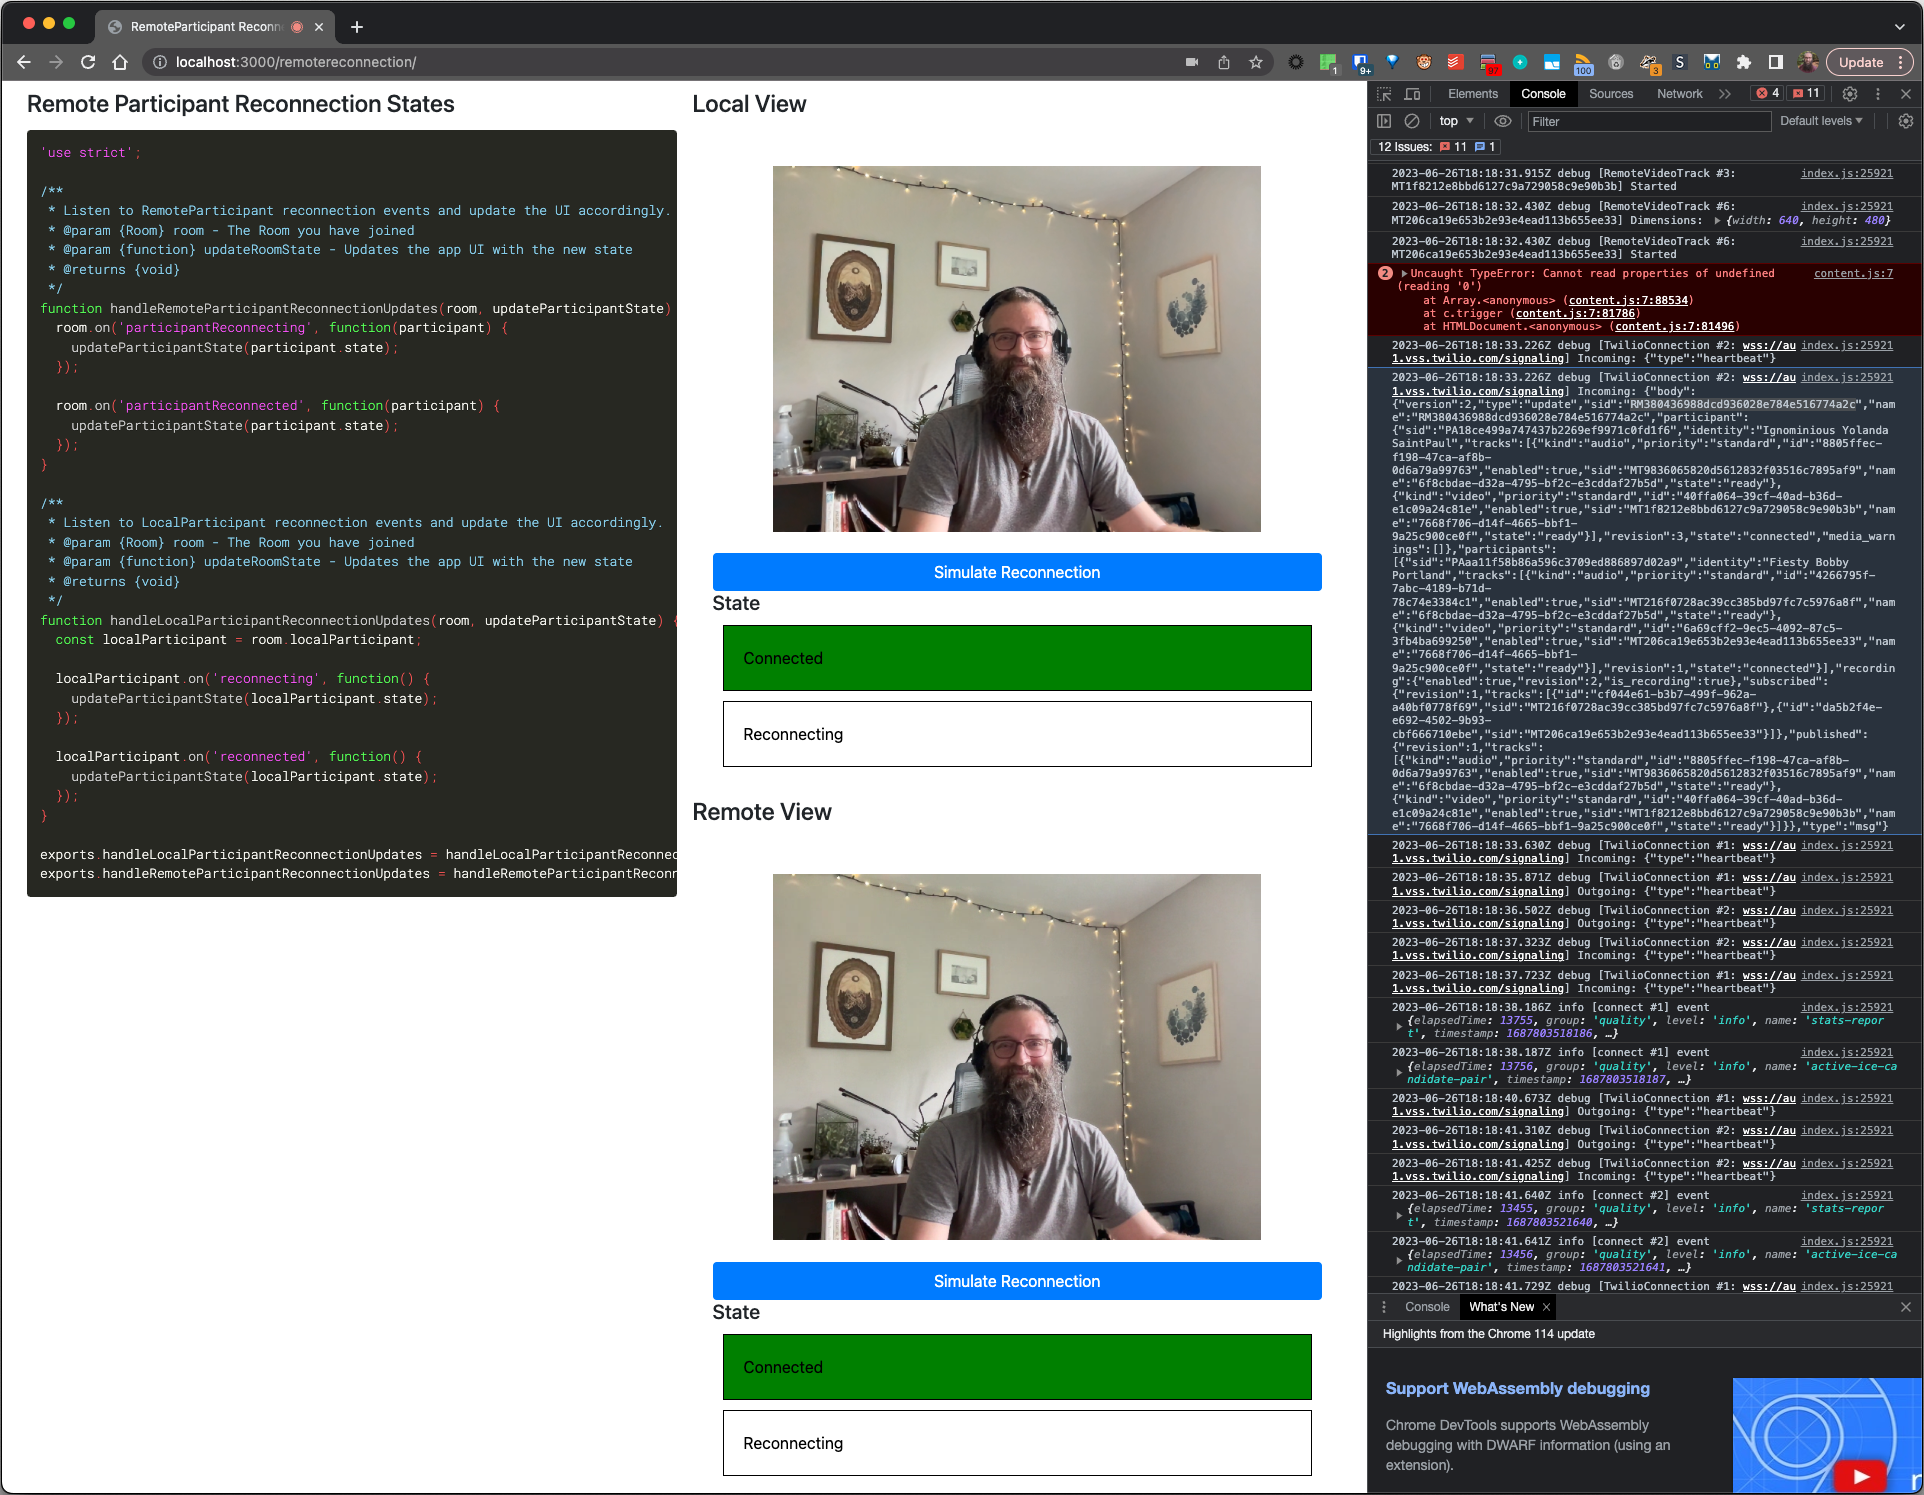 RemoteParticipant Reconn
localhost:3000/remotereconnection/
1
9+
97
100
3
S
Update
Remote Participant Reconnection States
'use strict';
/**
* Listen to RemoteParticipant reconnection events and update the UI accordingly.
* @param {Room} room - The Room you have joined
* @param {function} updateRoomState - Updates the app UI with the new state
* @returns {void}
*/
function handleRemoteParticipantReconnectionUpdates(room, updateParticipantState)
room.on('participantReconnecting', function(participant) {
updateParticipantState(participant.state);
});
room.on('participantReconnected', function(participant) {
updateParticipantState(participant.state);
});
}
/**
* Listen to LocalParticipant reconnection events and update the UI accordingly.
* @param {Room} room - The Room you have joined
* @param {function} updateRoomState - Updates the app UI with the new state
* @returns {void}
*/
function handleLocalParticipantReconnectionUpdates(room, updateParticipantState) {
const localParticipant = room.localParticipant;
localParticipant.on('reconnecting', function() {
updateParticipantState(localParticipant.state);
});
localParticipant.on('reconnected', function() {
updateParticipantState(localParticipant.state);
});
}
exports.handleLocalParticipantReconnectionUpdates = handleLocalParticipantReconnec
exports.handleRemoteParticipantReconnectionUpdates = handleRemoteParticipantReconn
Local View
Simulate Reconnection
State
Connected
Reconnecting
Remote View
Simulate Reconnection
State
Connected
Reconnecting
Elements Console Sources Network 4 11
top Filter Default levels
12 Issues: 11 1
2023-06-26T18:18:31.915Z debug [RemoteVideoTrack #3: index.js:25921
MT1f8212e8bbd6127c9a729058c9e90b3b] Started
2023-06-26T18:18:32.430Z debug [RemoteVideoTrack #6: index.js:25921
MT206ca19e653b2e93e4ead113b655ee33] Dimensions: {width: 640, height: 480}
2023-06-26T18:18:32.430Z debug [RemoteVideoTrack #6: index.js:25921
MT206ca19e653b2e93e4ead113b655ee33] Started
2 Uncaught TypeError: Cannot read properties of undefined content.js:7
(reading '0')
at Array.<anonymous> (content.js:7:88534)
at c.trigger (content.js:7:81786)
at HTMLDocument.<anonymous> (content.js:7:81496)
2023-06-26T18:18:33.226Z debug [TwilioConnection #2: wss://au index.js:25921
1.vss.twilio.com/signaling] Incoming: {"type":"heartbeat"}
2023-06-26T18:18:33.226Z debug [TwilioConnection #2: wss://au index.js:25921
1.vss.twilio.com/signaling] Incoming: {"body":
{"version":2,"type":"update","sid":"RM380436988dcd936028e784e516774a2c","name
":"RM380436988dcd936028e784e516774a2c","participant":
{"sid":"PA18ce499a747437b2269ef9971c0fd1f6","identity":"Ignominious Yolanda
SaintPaul","tracks":[{"kind":"audio","priority":"standard","id":"8805ffec-
f198-47ca-af8b-
0d6a79a99763","enabled":true,"sid":"MT9836065820d5612832f03516c7895af9","name
":"6f8cbdae-d32a-4795-bf2c-e3cddaf27b5d","state":"ready"},
{"kind":"video","priority":"standard","id":"40ffa064-39cf-40ad-b36d-
e1c09a24c81e","enabled":true,"sid":"MT1f8212e8bbd6127c9a729058c9e90b3b","name
":"7668f706-d14f-4665-bbf1-
9a25c900ce0f","state":"ready"}],"revision":3,"state":"connected","media_warn
ings":[]},"participants":
[{"sid":"PAaa11f58b86a596c3709ed886897d02a9","identity":"Fiesty Bobby
Portland","tracks":[{"kind":"audio","priority":"standard","id":"4266795f-
7abc-4189-b71d-
78c74e3384c1","enabled":true,"sid":"MT216f0728ac39cc385bd97fc7c5976a8f","name
":"6f8cbdae-d32a-4795-bf2c-e3cddaf27b5d","state":"ready"},
{"kind":"video","priority":"standard","id":"6a69cff2-9ec5-4092-87c5-
3fb4ba699250","enabled":true,"sid":"MT206ca19e653b2e93e4ead113b655ee33","name
":"7668f706-d14f-4665-bbf1-
9a25c900ce0f","state":"ready"}],"revision":1,"state":"connected"}],"recordin
g":{"enabled":true,"revision":2,"is_recording":true},"subscribed":
{"revision":1,"tracks":[{"id":"cf044e61-b3b7-499f-962a-
a40bf0778f69","sid":"MT216f0728ac39cc385bd97fc7c5976a8f"},{"id":"da5b2f4e-
e692-4502-9b93-
cbf666710ebe","sid":"MT206ca19e653b2e93e4ead113b655ee33"}]},"published":
{"revision":1,"tracks":
[{"kind":"audio","priority":"standard","id":"8805ffec-f198-47ca-af8b-
0d6a79a99763","enabled":true,"sid":"MT9836065820d5612832f03516c7895af9","name
":"6f8cbdae-d32a-4795-bf2c-e3cddaf27b5d","state":"ready"},
{"kind":"video","priority":"standard","id":"40ffa064-39cf-40ad-b36d-
e1c09a24c81e","enabled":true,"sid":"MT1f8212e8bbd6127c9a729058c9e90b3b","name
":"7668f706-d14f-4665-bbf1-9a25c900ce0f","state":"ready"}]}},"type":"msg"}
2023-06-26T18:18:33.630Z debug [TwilioConnection #1: wss://au index.js:25921
1.vss.twilio.com/signaling] Incoming: {"type":"heartbeat"}
2023-06-26T18:18:35.871Z debug [TwilioConnection #1: wss://au index.js:25921
1.vss.twilio.com/signaling] Outgoing: {"type":"heartbeat"}
2023-06-26T18:18:36.502Z debug [TwilioConnection #2: wss://au index.js:25921
1.vss.twilio.com/signaling] Outgoing: {"type":"heartbeat"}
2023-06-26T18:18:37.323Z debug [TwilioConnection #2: wss://au index.js:25921
1.vss.twilio.com/signaling] Incoming: {"type":"heartbeat"}
2023-06-26T18:18:37.723Z debug [TwilioConnection #1: wss://au index.js:25921
1.vss.twilio.com/signaling] Incoming: {"type":"heartbeat"}
2023-06-26T18:18:38.186Z info [connect #1] event index.js:25921
{elapsedTime: 13755, group: 'quality', level: 'info', name: 'stats-repor
t', timestamp: 1687803518186, …}
2023-06-26T18:18:38.187Z info [connect #1] event index.js:25921
{elapsedTime: 13756, group: 'quality', level: 'info', name: 'active-ice-ca
ndidate-pair', timestamp: 1687803518187, …}
2023-06-26T18:18:40.673Z debug [TwilioConnection #1: wss://au index.js:25921
1.vss.twilio.com/signaling] Outgoing: {"type":"heartbeat"}
2023-06-26T18:18:41.310Z debug [TwilioConnection #2: wss://au index.js:25921
1.vss.twilio.com/signaling] Outgoing: {"type":"heartbeat"}
2023-06-26T18:18:41.425Z debug [TwilioConnection #2: wss://au index.js:25921
1.vss.twilio.com/signaling] Incoming: {"type":"heartbeat"}
2023-06-26T18:18:41.640Z info [connect #2] event index.js:25921
{elapsedTime: 13455, group: 'quality', level: 'info', name: 'stats-repor
t', timestamp: 1687803521640, …}
2023-06-26T18:18:41.641Z info [connect #2] event index.js:25921
{elapsedTime: 13456, group: 'quality', level: 'info', name: 'active-ice-ca
ndidate-pair', timestamp: 1687803521641, …}
2023-06-26T18:18:41.729Z debug [TwilioConnection #1: wss://au index.js:25921
Console What's New
Highlights from the Chrome 114 update
Support WebAssembly debugging
Chrome DevTools supports WebAssembly
debugging with DWARF information (using an
extension).